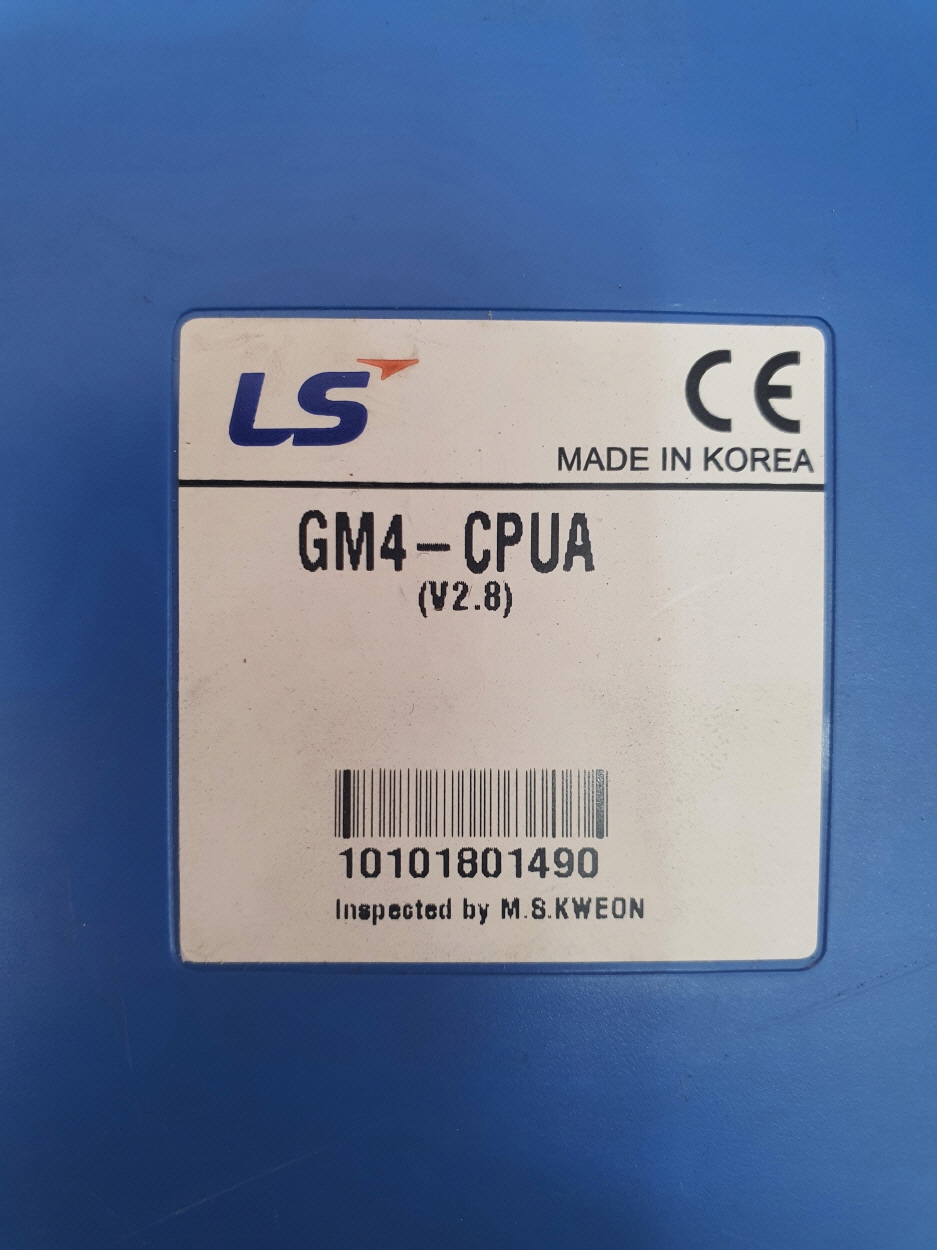 LS
CE
MADE IN KOREA
GM4-CPUA
(V2.8)
10101801490
Inspected by M.S.KWEON